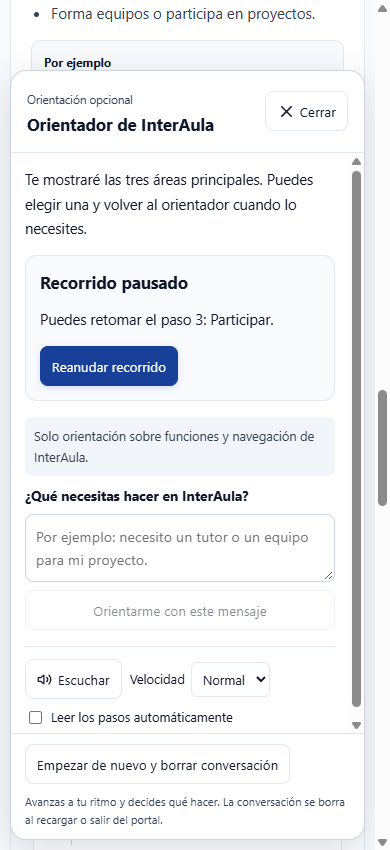 Forma equipos o participa en proyectos.
Por ejemplo
Orientación opcional
Orientador de InterAula
Cerrar
Te mostraré las tres áreas principales. Puedes
elegir una y volver al orientador cuando lo
necesites.
Recorrido pausado
Puedes retomar el paso 3: Participar.
Reanudar recorrido
Solo orientación sobre funciones y navegación de
InterAula.
¿Qué necesitas hacer en InterAula?
Por ejemplo: necesito un tutor o un equipo
para mi proyecto.
Orientarme con este mensaje
Escuchar Velocidad Normal
Leer los pasos automáticamente
Empezar de nuevo y borrar conversación
Avanzas a tu ritmo y decides qué hacer. La conversación se borra
al recargar o salir del portal.